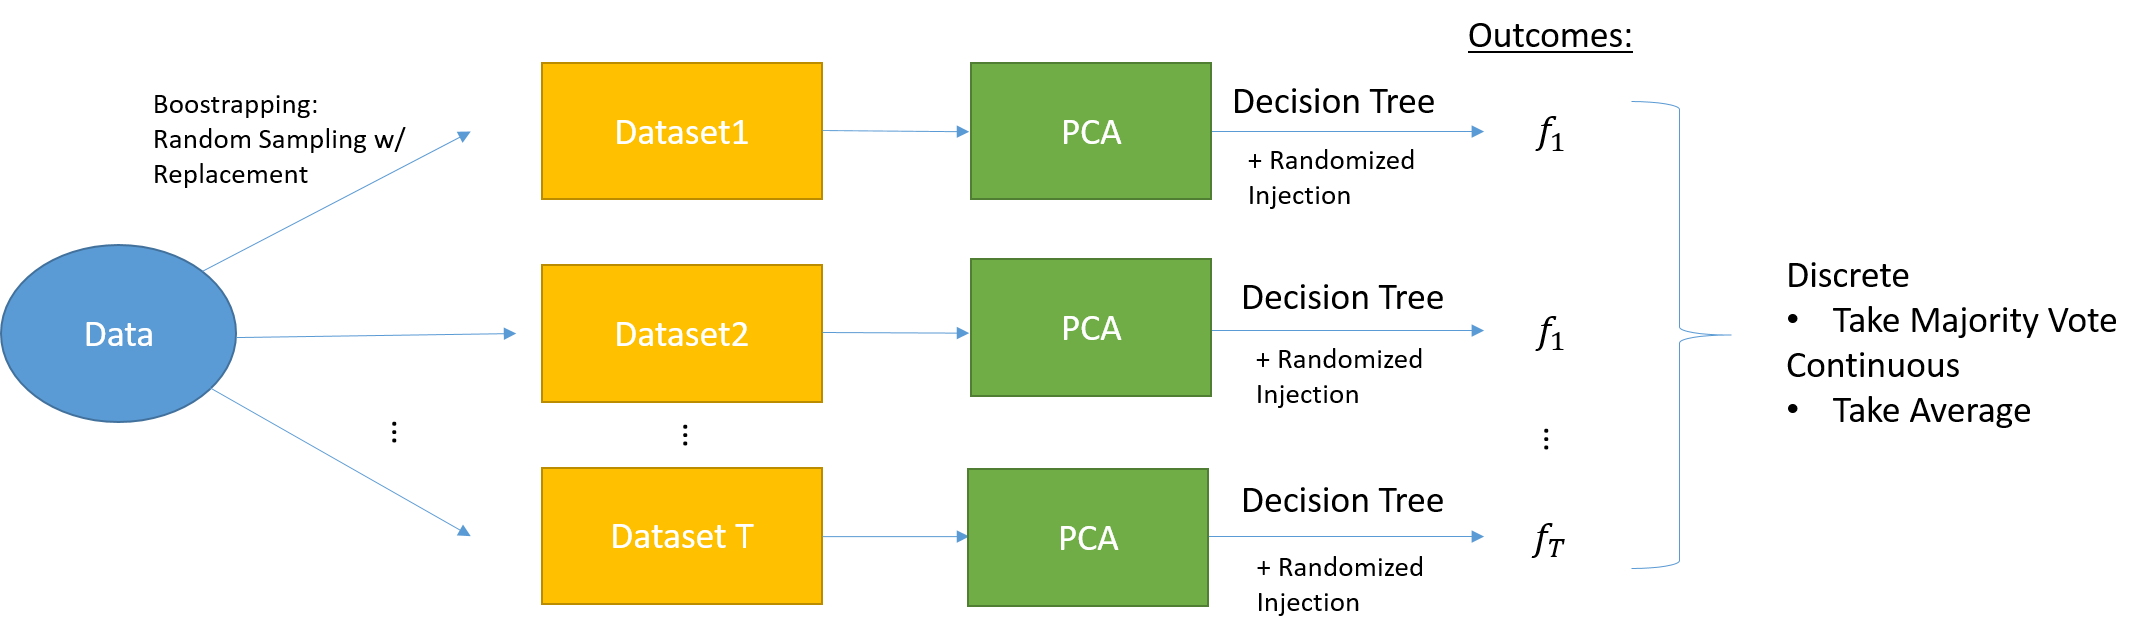 Outcomes:
Boostrapping:
Random Sampling w/
Replacement
Dataset1
PCA
Decision Tree
+ Randomized
Injection
f₁
Data
Dataset2
PCA
Decision Tree
+ Randomized
Injection
f₁
Discrete
• Take Majority Vote
Continuous
• Take Average
⋮
⋮
⋮
Dataset T
PCA
Decision Tree
+ Randomized
Injection
f_T